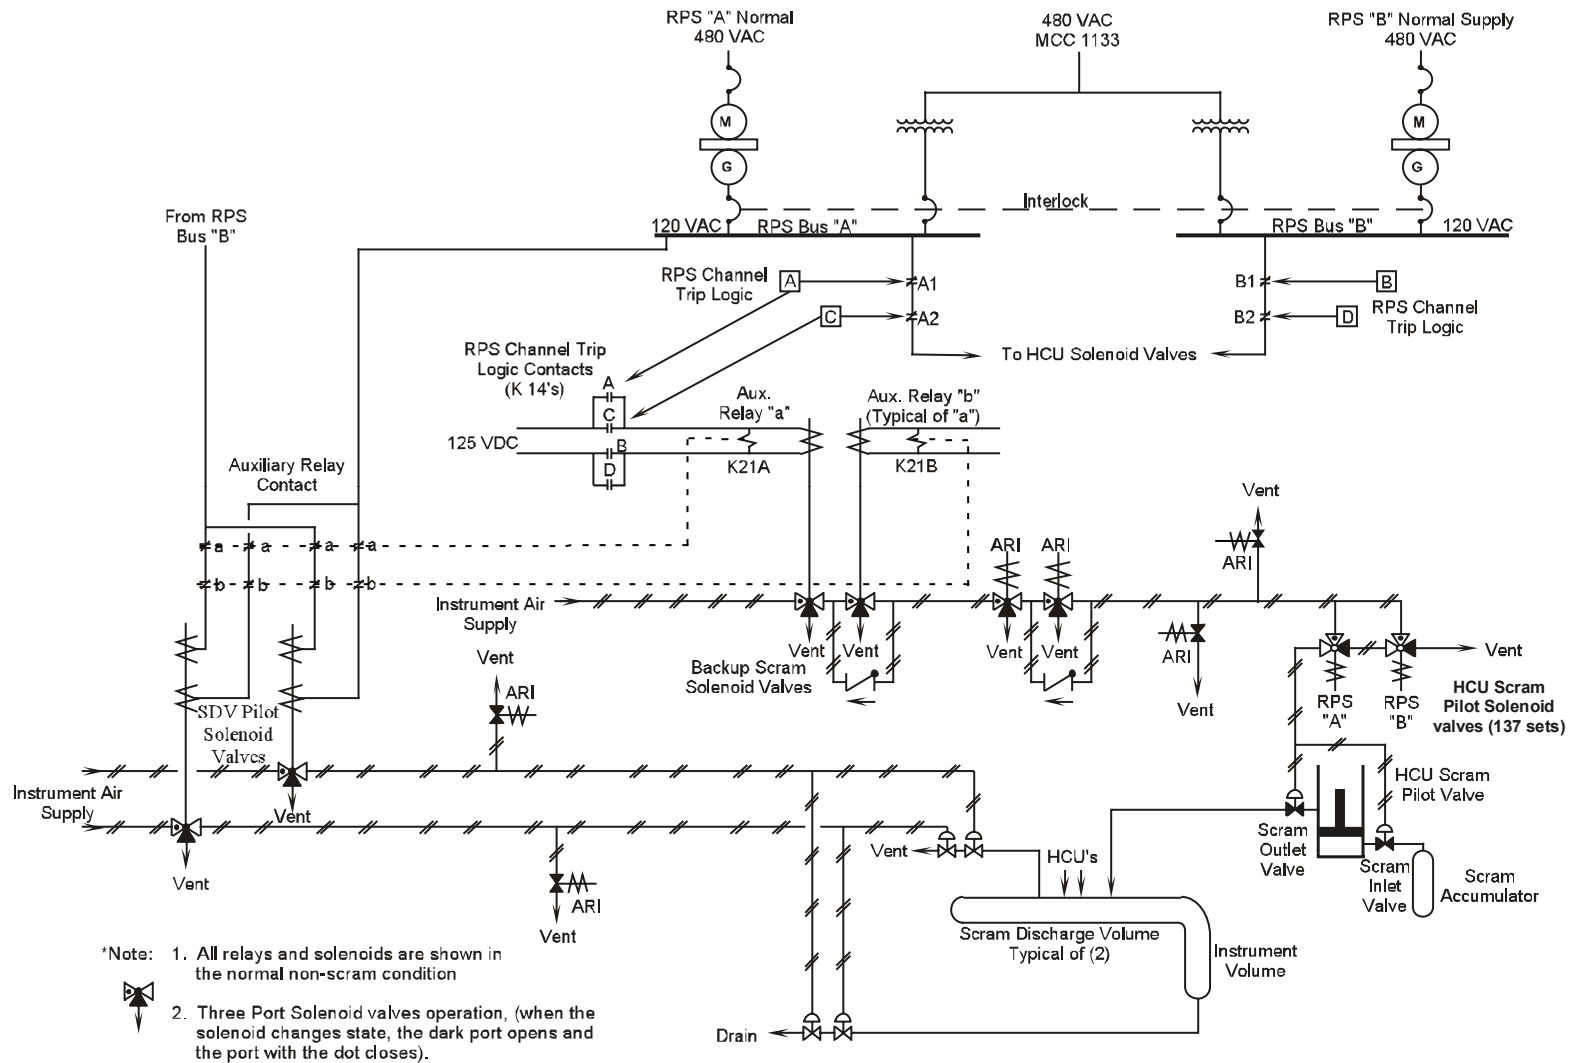 RPS "A" Normal
480 VAC
480 VAC
MCC 1133
RPS "B" Normal Supply
480 VAC
M
G
M
G
Interlock
From RPS
Bus "B"
120 VAC
RPS Bus "A"
RPS Bus "B"
120 VAC
RPS Channel
Trip Logic
A
A1
C
A2
B1
B
B2
D
RPS Channel
Trip Logic
To HCU Solenoid Valves
RPS Channel Trip
Logic Contacts
(K 14's)
A
C
B
D
125 VDC
Aux.
Relay "a"
K21A
Aux. Relay "b"
(Typical of "a")
K21B
Auxiliary Relay
Contact
a
a
a
a
b
b
b
b
Instrument Air
Supply
Vent
Vent
Backup Scram
Solenoid Valves
ARI
ARI
Vent
Vent
Vent
ARI
ARI
Vent
Vent
RPS
"A"
RPS
"B"
HCU Scram
Pilot Solenoid
valves (137 sets)
Vent
ARI
SDV Pilot
Solenoid
Valves
Instrument Air
Supply
Vent
Vent
ARI
Vent
HCU Scram
Pilot Valve
Scram
Outlet
Valve
Scram
Inlet
Valve
Scram
Accumulator
Vent
HCU's
Scram Discharge Volume
Typical of (2)
Instrument
Volume
Drain
*Note: 1. All relays and solenoids are shown in
the normal non-scram condition
2. Three Port Solenoid valves operation, (when the
solenoid changes state, the dark port opens and
the port with the dot closes).